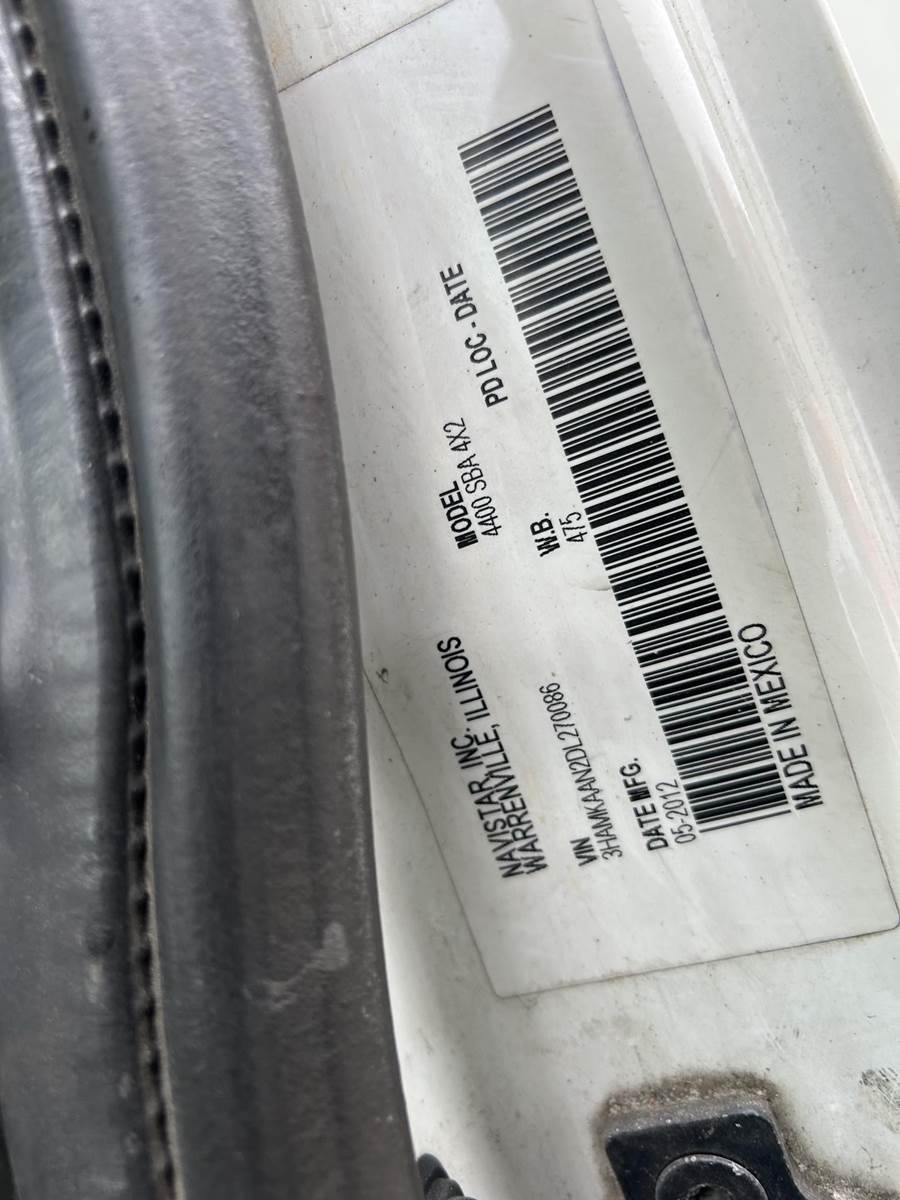 NAVISTAR, INC.
WARRENVILLE, ILLINOIS
MODEL
4400 SBA 4X2
VIN
3HAMKAAN2DL270086
W.B.
475
PD LOC - DATE
DATE MFG.
05-2012
MADE IN MEXICO